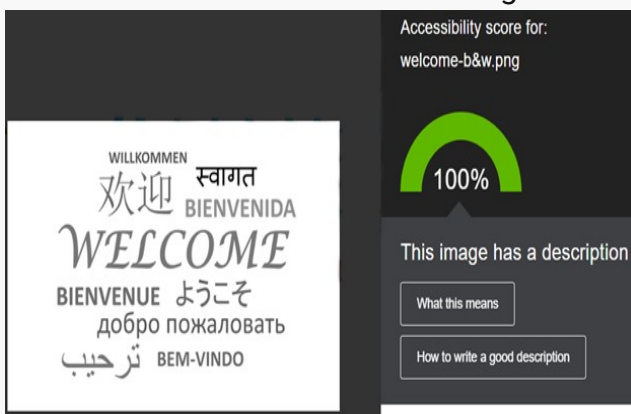 WILLKOMMEN
欢迎 स्वागत
BIENVENIDA
WELCOME
BIENVENUE ようこそ
добро пожаловать
ترحيب BEM-VINDO
Accessibility score for:
welcome-b&w.png
100%
This image has a description
What this means
How to write a good description